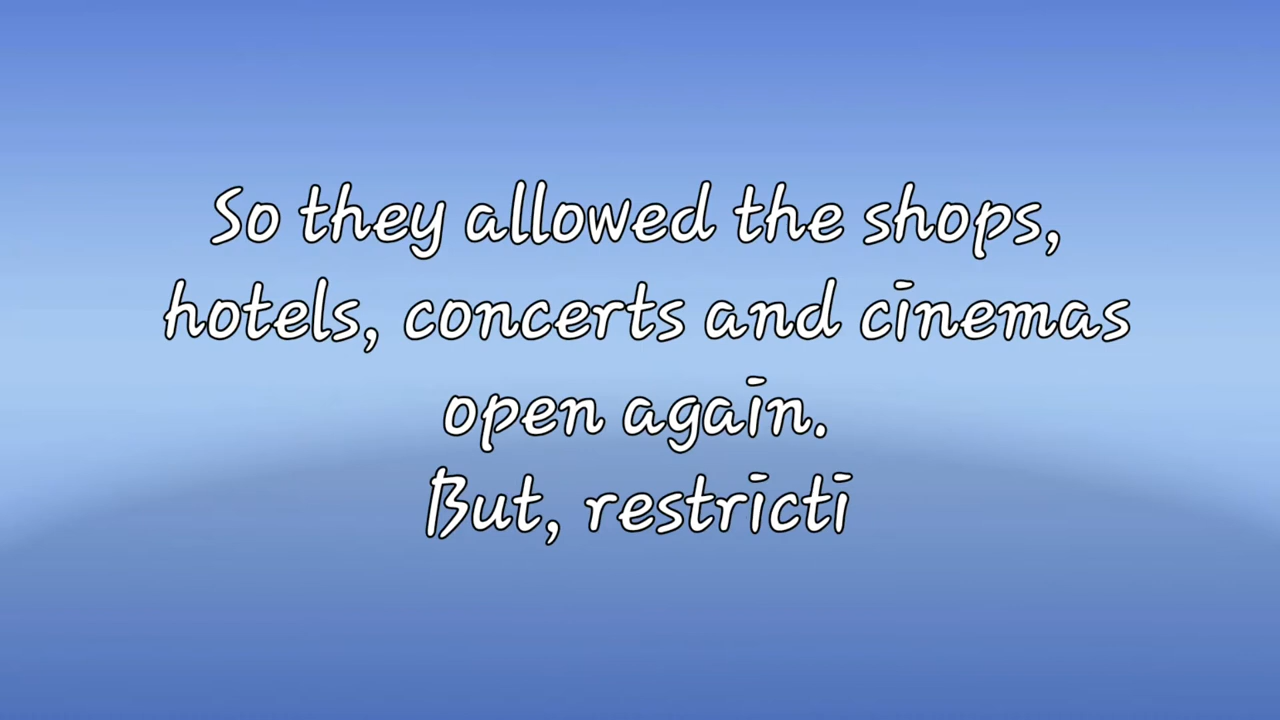 So they allowed the shops,
hotels, concerts and cinemas
open again.
But, restricti